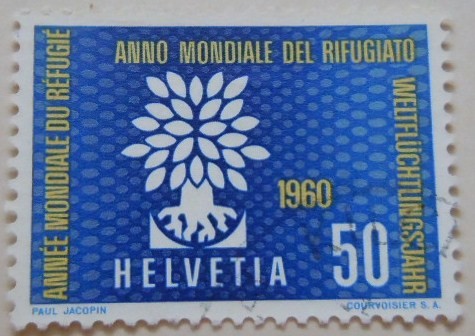 ANNÉE MONDIALE DU RÉFUGIÉ
ANNO MONDIALE DEL RIFUGIATO
WELTFLÜCHTLINGSJAHR
1960
HELVETIA
50
PAUL JACOPIN
COURVOISIER S. A.